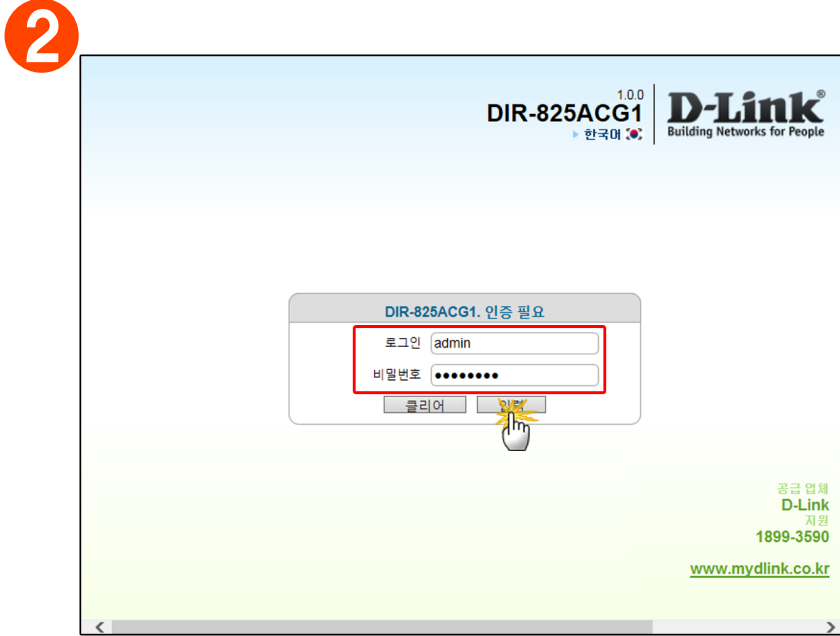 2
1.0.0
DIR-825ACG1
한국어
D-Link®
Building Networks for People
DIR-825ACG1. 인증 필요
로그인 admin
비밀번호 ●●●●●●●●
클리어
공급 업체
D-Link
지원
1899-3590
www.mydlink.co.kr